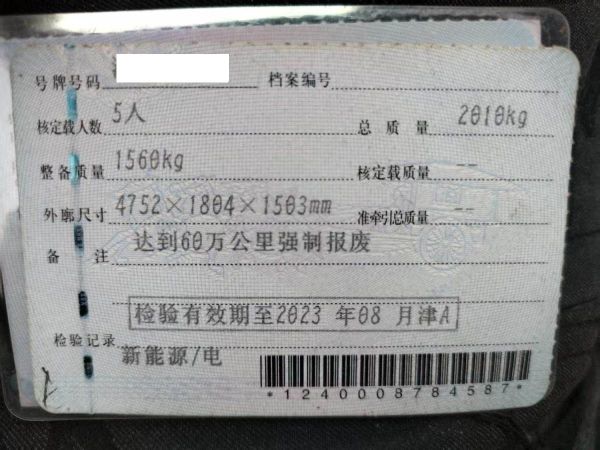 号牌号码 档案编号
核定载人数 5人 总质量 2010kg
整备质量 1560kg 核定载质量 --
外廓尺寸 4752×1804×1503mm 准牵引总质量 --
备注 达到60万公里强制报废
检验有效期至2023 年08 月津A
检验记录
新能源/电
*1240008784587*